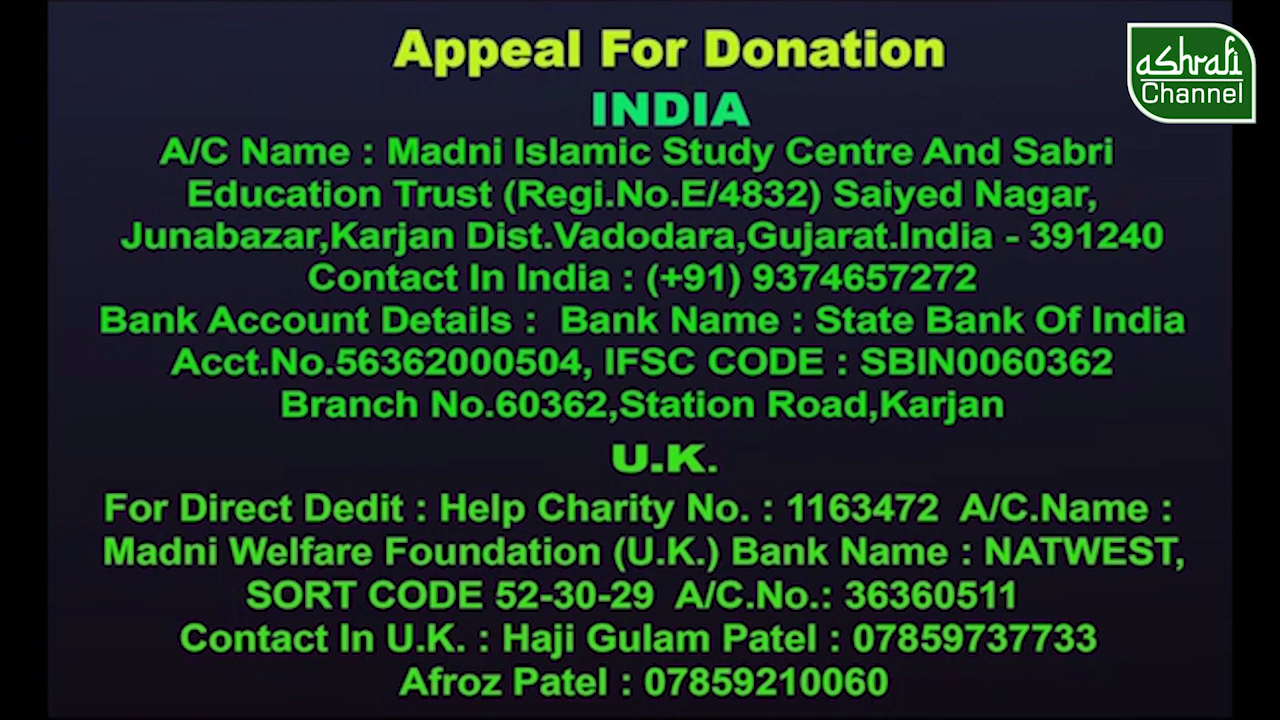 Appeal For Donation
ashrafi
Channel
INDIA
A/C Name : Madni Islamic Study Centre And Sabri
Education Trust (Regi.No.E/4832) Saiyed Nagar,
Junabazar,Karjan Dist.Vadodara,Gujarat.India - 391240
Contact In India : (+91) 9374657272
Bank Account Details :  Bank Name : State Bank Of India
Acct.No.56362000504, IFSC CODE : SBIN0060362
Branch No.60362,Station Road,Karjan
U.K.
For Direct Dedit : Help Charity No. : 1163472  A/C.Name :
Madni Welfare Foundation (U.K.) Bank Name : NATWEST,
SORT CODE 52-30-29  A/C.No.: 36360511
Contact In U.K. : Haji Gulam Patel : 07859737733
Afroz Patel : 07859210060